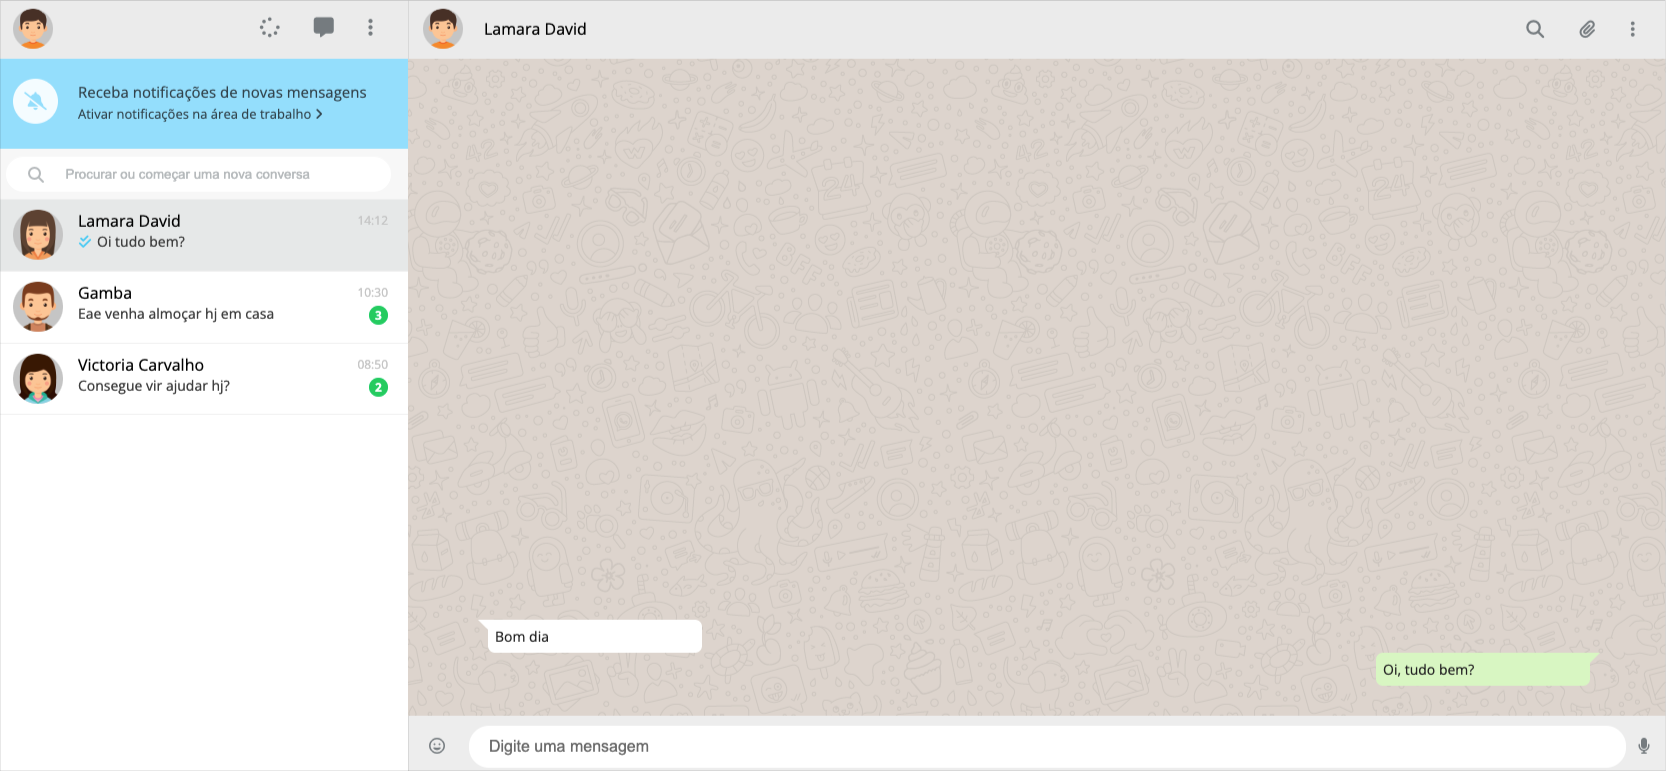 Lamara David
Receba notificações de novas mensagens
Ativar notificações na área de trabalho
Procurar ou começar uma nova conversa
Lamara David
14:12
Oi tudo bem?
Gamba
10:30
Eae venha almoçar hj em casa
3
Victoria Carvalho
08:50
Consegue vir ajudar hj?
2
Bom dia
Oi, tudo bem?
Digite uma mensagem